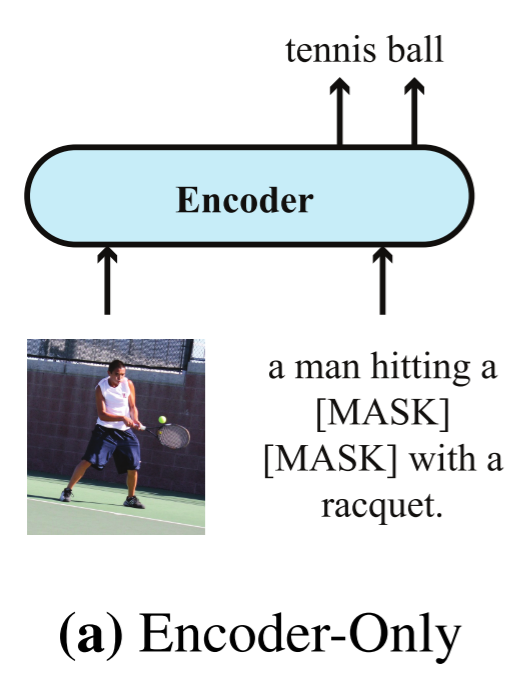 tennis ball
Encoder
a man hitting a
[MASK]
[MASK] with a
racquet.
(a) Encoder-Only